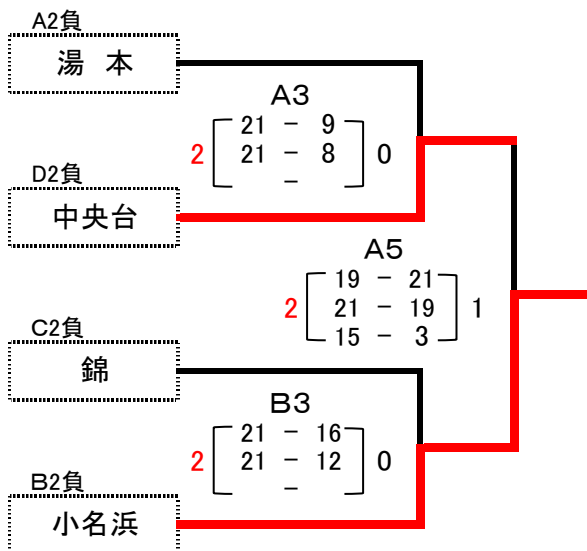 A2負
湯 本
A3
21 - 9
2 21 - 8 0
-
D2負
中央台
A5
19 - 21
2 21 - 19 1
15 - 3
C2負
錦
B3
21 - 16
2 21 - 12 0
-
B2負
小名浜